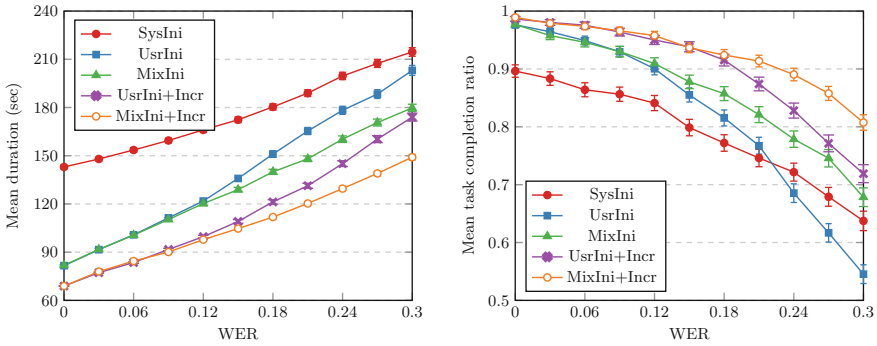 240
210
180
150
120
90
60
Mean duration (sec)
SysIni
UsrIni
MixIni
UsrIni+Incr
MixIni+Incr
0
0.06
0.12
0.18
0.24
0.3
WER
1
0.9
0.8
0.7
0.6
0.5
Mean task completion ratio
SysIni
UsrIni
MixIni
UsrIni+Incr
MixIni+Incr
0
0.06
0.12
0.18
0.24
0.3
WER